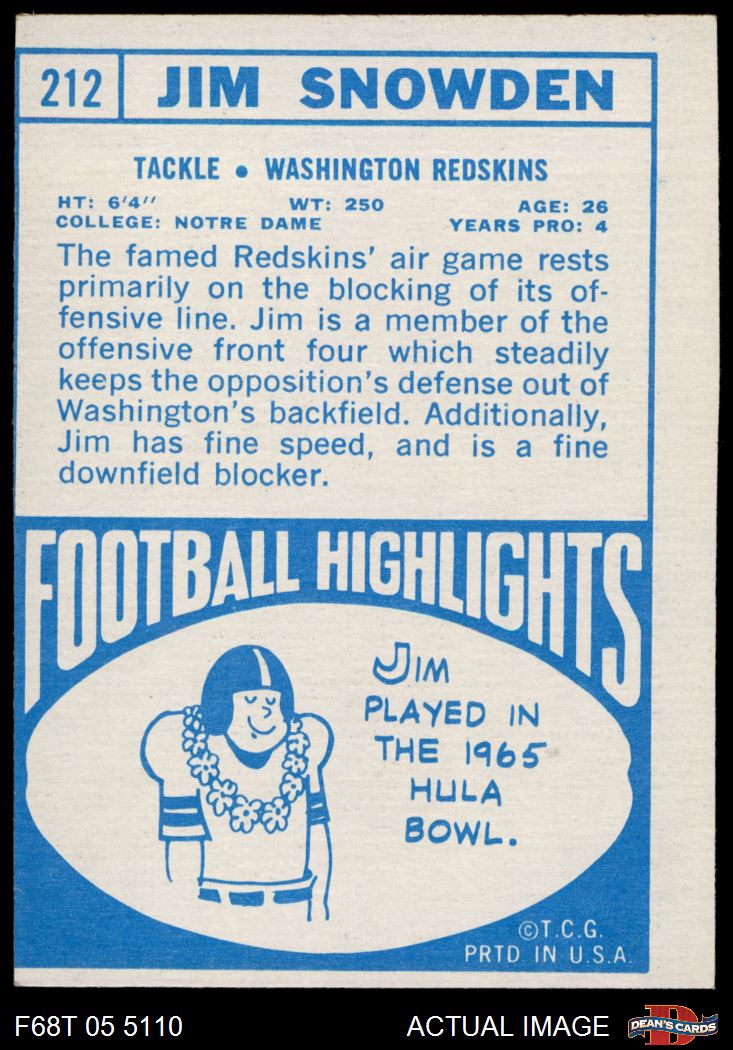 212 JIM SNOWDEN
TACKLE • WASHINGTON REDSKINS
HT: 6'4'' WT: 250 AGE: 26
COLLEGE: NOTRE DAME YEARS PRO: 4
The famed Redskins' air game rests
primarily on the blocking of its of-
fensive line. Jim is a member of the
offensive front four which steadily
keeps the opposition's defense out of
Washington's backfield. Additionally,
Jim has fine speed, and is a fine
downfield blocker.
FOOTBALL HIGHLIGHTS
JIM
PLAYED IN
THE 1965
HULA
BOWL.
©T.C.G.
PRTD IN U.S.A.
F68T 05 5110 ACTUAL IMAGE D DEAN'S CARDS